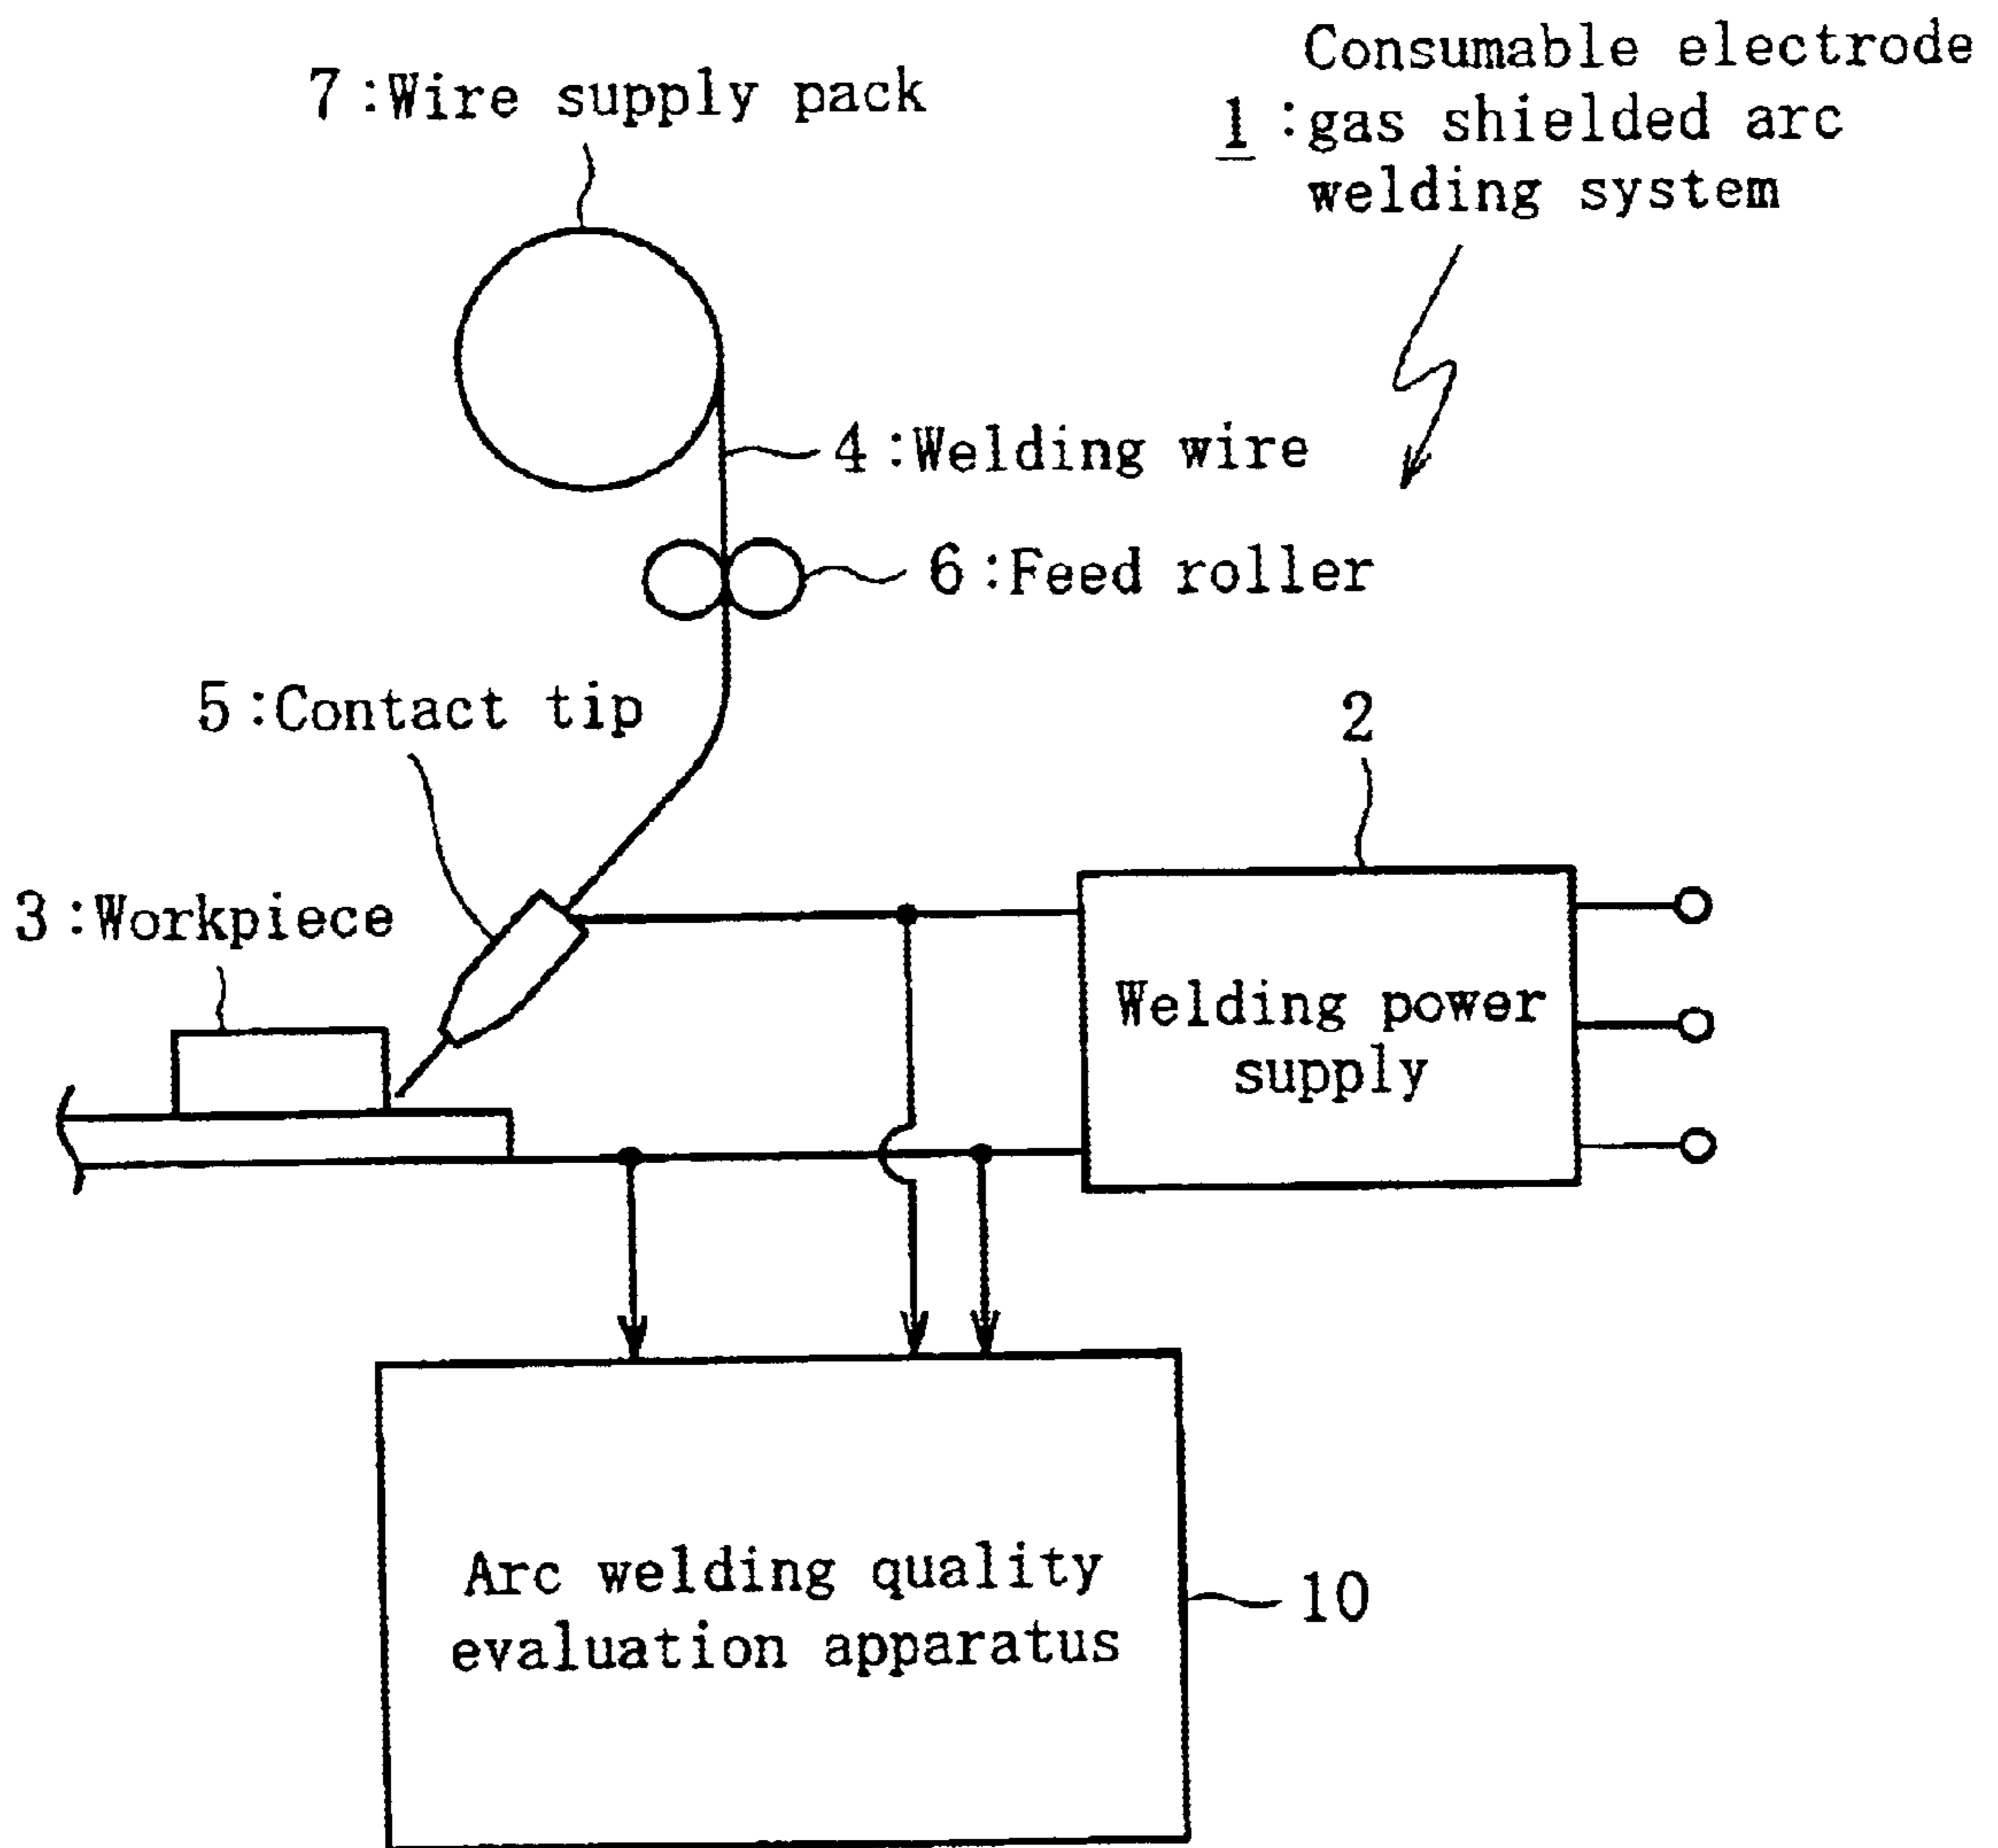 Consumable electrode
7:Wire supply pack
1:gas shielded arc
welding system
4:Welding wire
6:Feed roller
5:Contact tip
2
3:Workpiece
Welding power
supply
Arc welding quality
evaluation apparatus
10